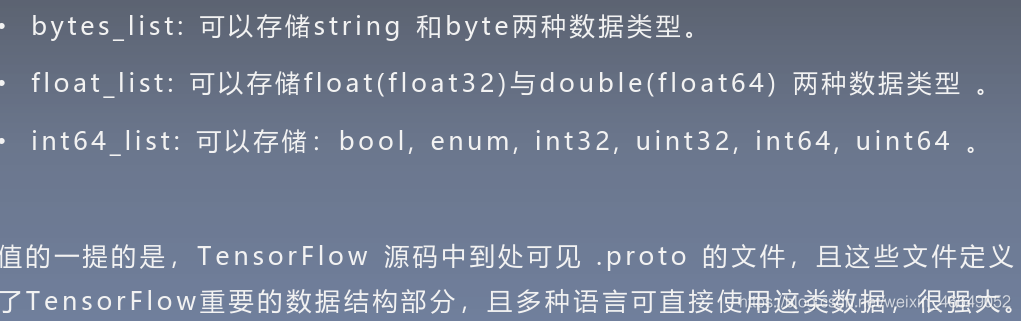 • bytes_list: 可以存储string 和byte两种数据类型。
• float_list: 可以存储float(float32)与double(float64) 两种数据类型 。
• int64_list: 可以存储：bool, enum, int32, uint32, int64, uint64 。
值的一提的是，TensorFlow 源码中到处可见 .proto 的文件，且这些文件定义
了TensorFlow重要的数据结构部分，且多种语言可直接使用这类数据，很强大。